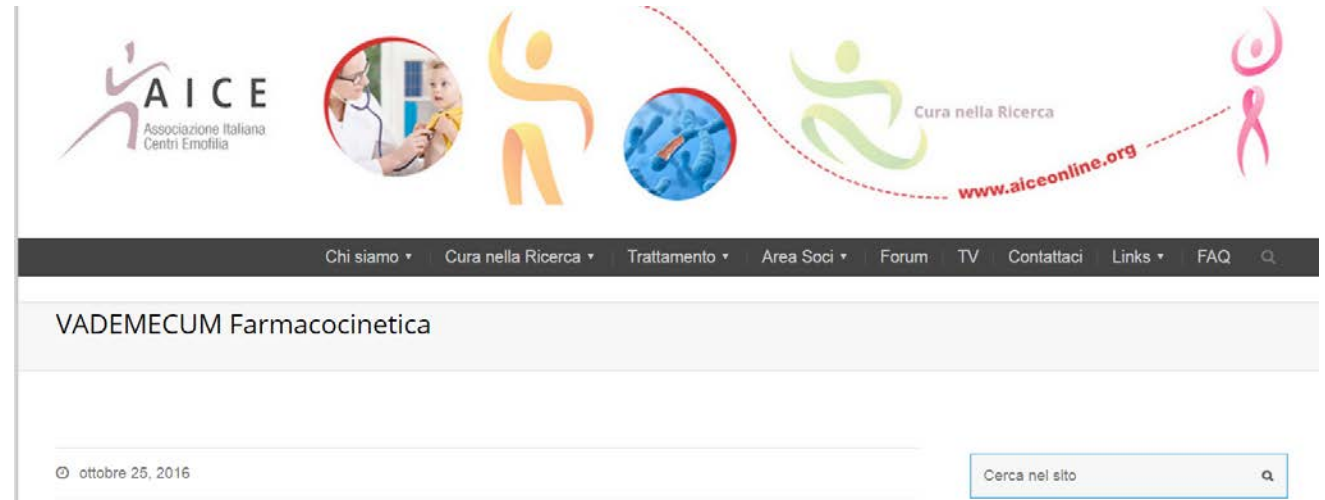 AICE
Associazione Italiana
Centri Emofilia
Cura nella Ricerca
www.aiceonline.org
Chi siamo Cura nella Ricerca Trattamento Area Soci Forum TV Contattaci Links FAQ
VADEMECUM Farmacocinetica
ottobre 25, 2016
Cerca nel sito